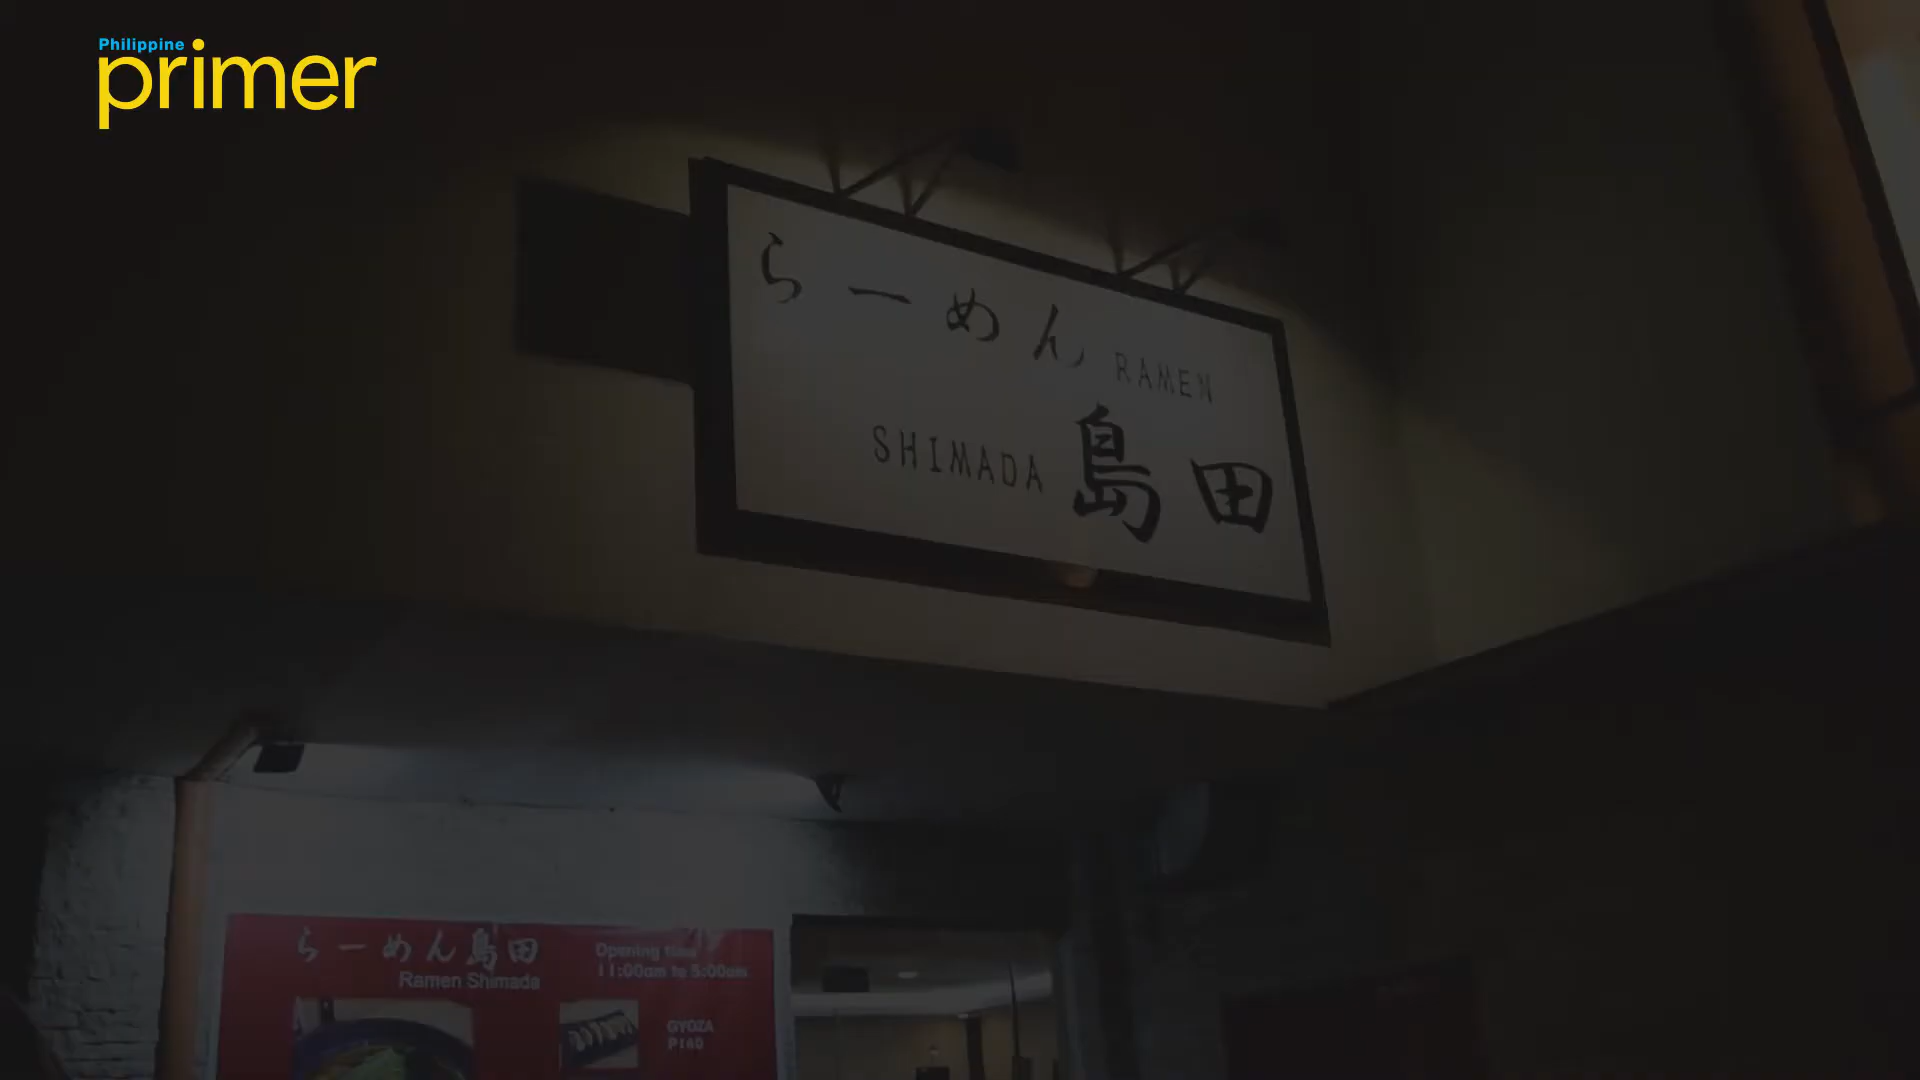 Philippine
primer
らーめん RAMEN
SHIMADA 島田
らーめん島田
Ramen Shimada
Opening
11:00am to 5:00am
GYOZA
P140